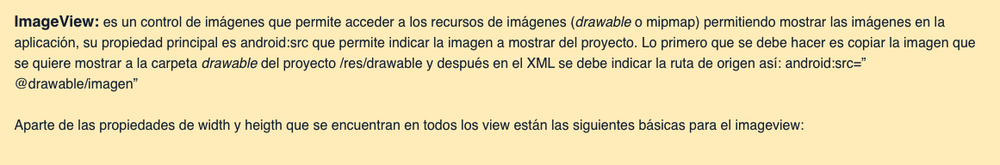 ImageView: es un control de imágenes que permite acceder a los recursos de imágenes (drawable o mipmap) permitiendo mostrar las imágenes en la
aplicación, su propiedad principal es android:src que permite indicar la imagen a mostrar del proyecto. Lo primero que se debe hacer es copiar la imagen que
se quiere mostrar a la carpeta drawable del proyecto /res/drawable y después en el XML se debe indicar la ruta de origen así: android:src=”
@drawable/imagen”
Aparte de las propiedades de width y heigth que se encuentran en todos los view están las siguientes básicas para el imageview: